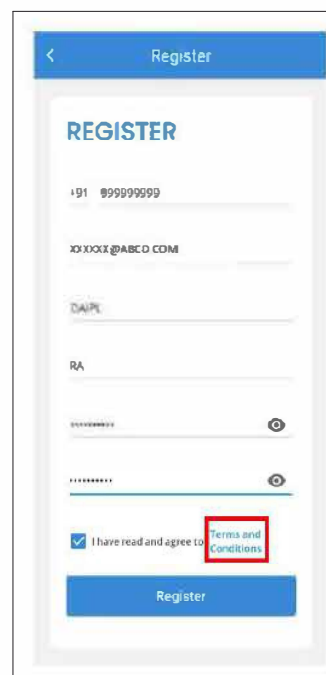 Register
REGISTER
+91 999999999
XXXXXX@ABCD.COM
DAIPL
RA
I have read and agree to Terms and
Conditions
Register